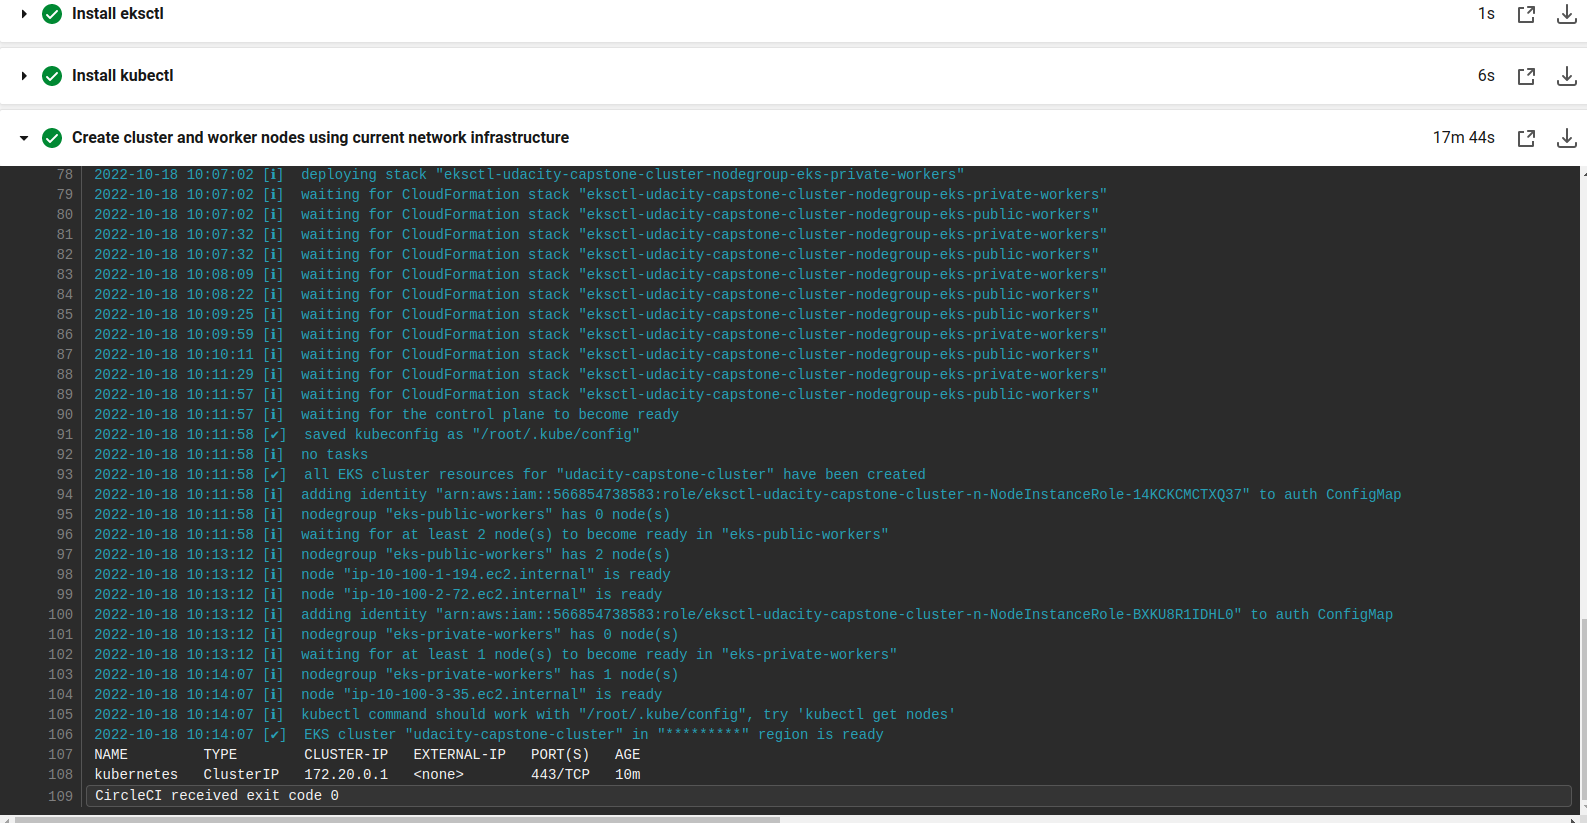 Install eksctl 1s
Install kubectl 6s
Create cluster and worker nodes using current network infrastructure 17m 44s
78 2022-10-18 10:07:02 [ℹ] deploying stack "eksctl-udacity-capstone-cluster-nodegroup-eks-private-workers"
79 2022-10-18 10:07:02 [ℹ] waiting for CloudFormation stack "eksctl-udacity-capstone-cluster-nodegroup-eks-private-workers"
80 2022-10-18 10:07:02 [ℹ] waiting for CloudFormation stack "eksctl-udacity-capstone-cluster-nodegroup-eks-public-workers"
81 2022-10-18 10:07:32 [ℹ] waiting for CloudFormation stack "eksctl-udacity-capstone-cluster-nodegroup-eks-private-workers"
82 2022-10-18 10:07:32 [ℹ] waiting for CloudFormation stack "eksctl-udacity-capstone-cluster-nodegroup-eks-public-workers"
83 2022-10-18 10:08:09 [ℹ] waiting for CloudFormation stack "eksctl-udacity-capstone-cluster-nodegroup-eks-private-workers"
84 2022-10-18 10:08:22 [ℹ] waiting for CloudFormation stack "eksctl-udacity-capstone-cluster-nodegroup-eks-public-workers"
85 2022-10-18 10:09:25 [ℹ] waiting for CloudFormation stack "eksctl-udacity-capstone-cluster-nodegroup-eks-public-workers"
86 2022-10-18 10:09:59 [ℹ] waiting for CloudFormation stack "eksctl-udacity-capstone-cluster-nodegroup-eks-private-workers"
87 2022-10-18 10:10:11 [ℹ] waiting for CloudFormation stack "eksctl-udacity-capstone-cluster-nodegroup-eks-public-workers"
88 2022-10-18 10:11:29 [ℹ] waiting for CloudFormation stack "eksctl-udacity-capstone-cluster-nodegroup-eks-private-workers"
89 2022-10-18 10:11:57 [ℹ] waiting for CloudFormation stack "eksctl-udacity-capstone-cluster-nodegroup-eks-public-workers"
90 2022-10-18 10:11:57 [ℹ] waiting for the control plane to become ready
91 2022-10-18 10:11:58 [✔] saved kubeconfig as "/root/.kube/config"
92 2022-10-18 10:11:58 [ℹ] no tasks
93 2022-10-18 10:11:58 [✔] all EKS cluster resources for "udacity-capstone-cluster" have been created
94 2022-10-18 10:11:58 [ℹ] adding identity "arn:aws:iam::566854738583:role/eksctl-udacity-capstone-cluster-n-NodeInstanceRole-14KCKCMCTXQ37" to auth ConfigMap
95 2022-10-18 10:11:58 [ℹ] nodegroup "eks-public-workers" has 0 node(s)
96 2022-10-18 10:11:58 [ℹ] waiting for at least 2 node(s) to become ready in "eks-public-workers"
97 2022-10-18 10:13:12 [ℹ] nodegroup "eks-public-workers" has 2 node(s)
98 2022-10-18 10:13:12 [ℹ] node "ip-10-100-1-194.ec2.internal" is ready
99 2022-10-18 10:13:12 [ℹ] node "ip-10-100-2-72.ec2.internal" is ready
100 2022-10-18 10:13:12 [ℹ] adding identity "arn:aws:iam::566854738583:role/eksctl-udacity-capstone-cluster-n-NodeInstanceRole-BXKU8R1IDHL0" to auth ConfigMap
101 2022-10-18 10:13:12 [ℹ] nodegroup "eks-private-workers" has 0 node(s)
102 2022-10-18 10:13:12 [ℹ] waiting for at least 1 node(s) to become ready in "eks-private-workers"
103 2022-10-18 10:14:07 [ℹ] nodegroup "eks-private-workers" has 1 node(s)
104 2022-10-18 10:14:07 [ℹ] node "ip-10-100-3-35.ec2.internal" is ready
105 2022-10-18 10:14:07 [ℹ] kubectl command should work with "/root/.kube/config", try 'kubectl get nodes'
106 2022-10-18 10:14:07 [✔] EKS cluster "udacity-capstone-cluster" in "*********" region is ready
107 NAME TYPE CLUSTER-IP EXTERNAL-IP PORT(S) AGE
108 kubernetes ClusterIP 172.20.0.1 <none> 443/TCP 10m
109 CircleCI received exit code 0